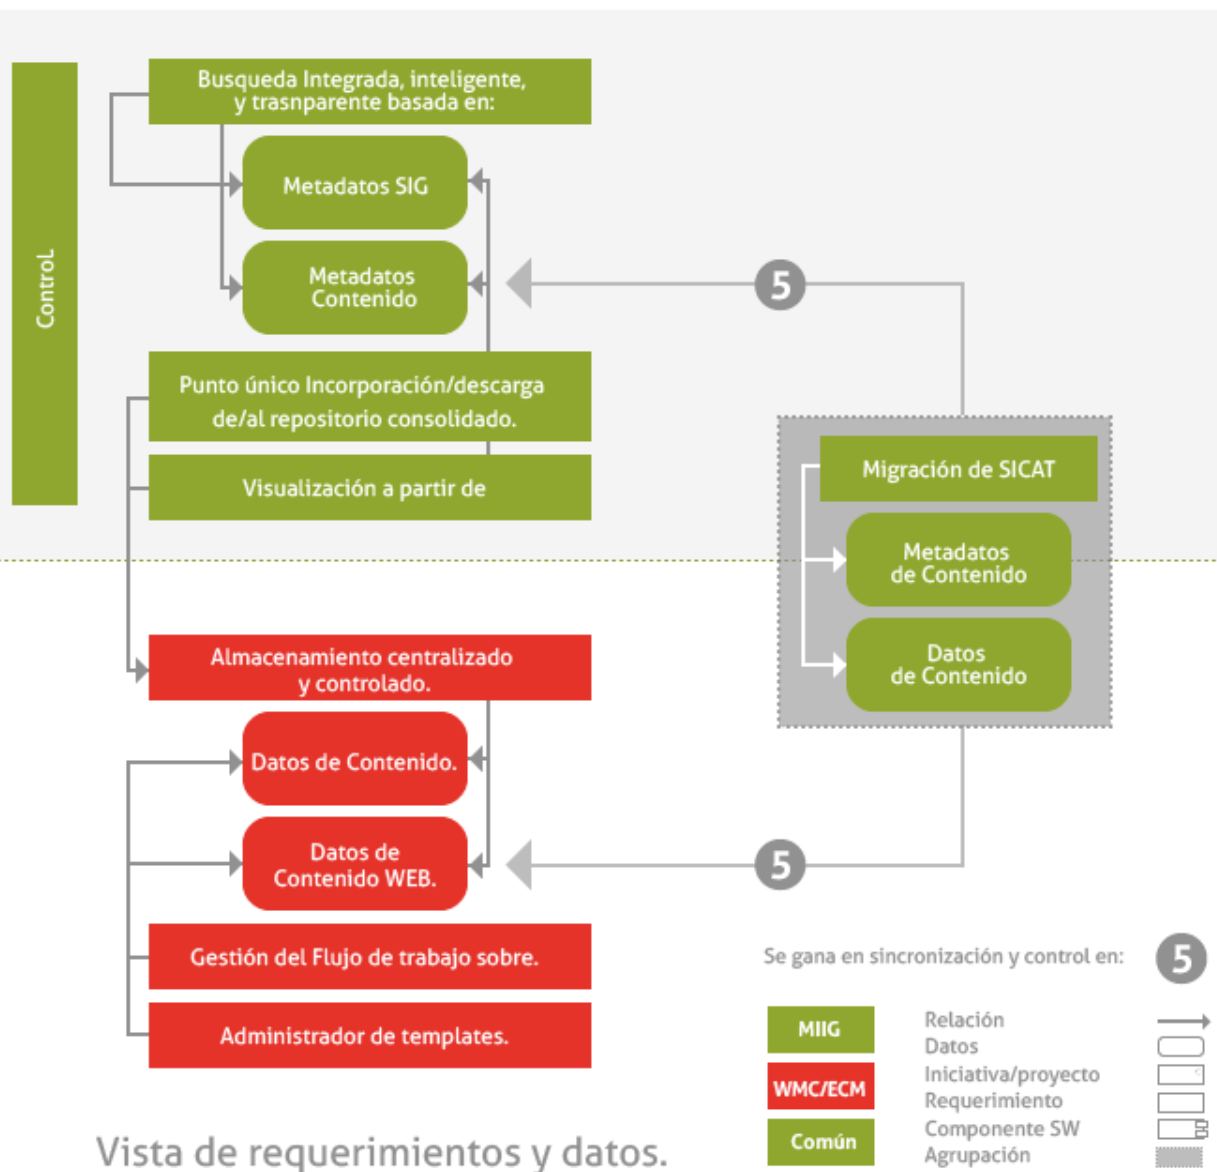 ControL
Busqueda Integrada, inteligente,
y trasnparente basada en:
Metadatos SIG
Metadatos
Contenido
Punto único Incorporación/descarga
de/al repositorio consolidado.
Visualización a partir de
5
Migración de SICAT
Metadatos
de Contenido
Datos
de Contenido
Almacenamiento centralizado
y controlado.
Datos de Contenido.
Datos de
Contenido WEB.
5
Gestión del Flujo de trabajo sobre.
Administrador de templates.
Se gana en sincronización y control en: 5
MIIG
WMC/ECM
Común
Relación
Datos
Iniciativa/proyecto
Requerimiento
Componente SW
Agrupación
Vista de requerimientos y datos.